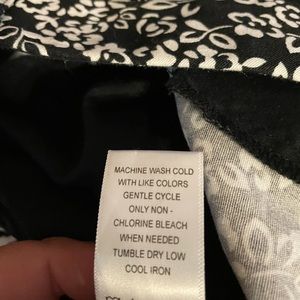 MACHINE WASH COLD
WITH LIKE COLORS
GENTLE CYCLE
ONLY NON -
CHLORINE BLEACH
WHEN NEEDED
TUMBLE DRY LOW
COOL IRON